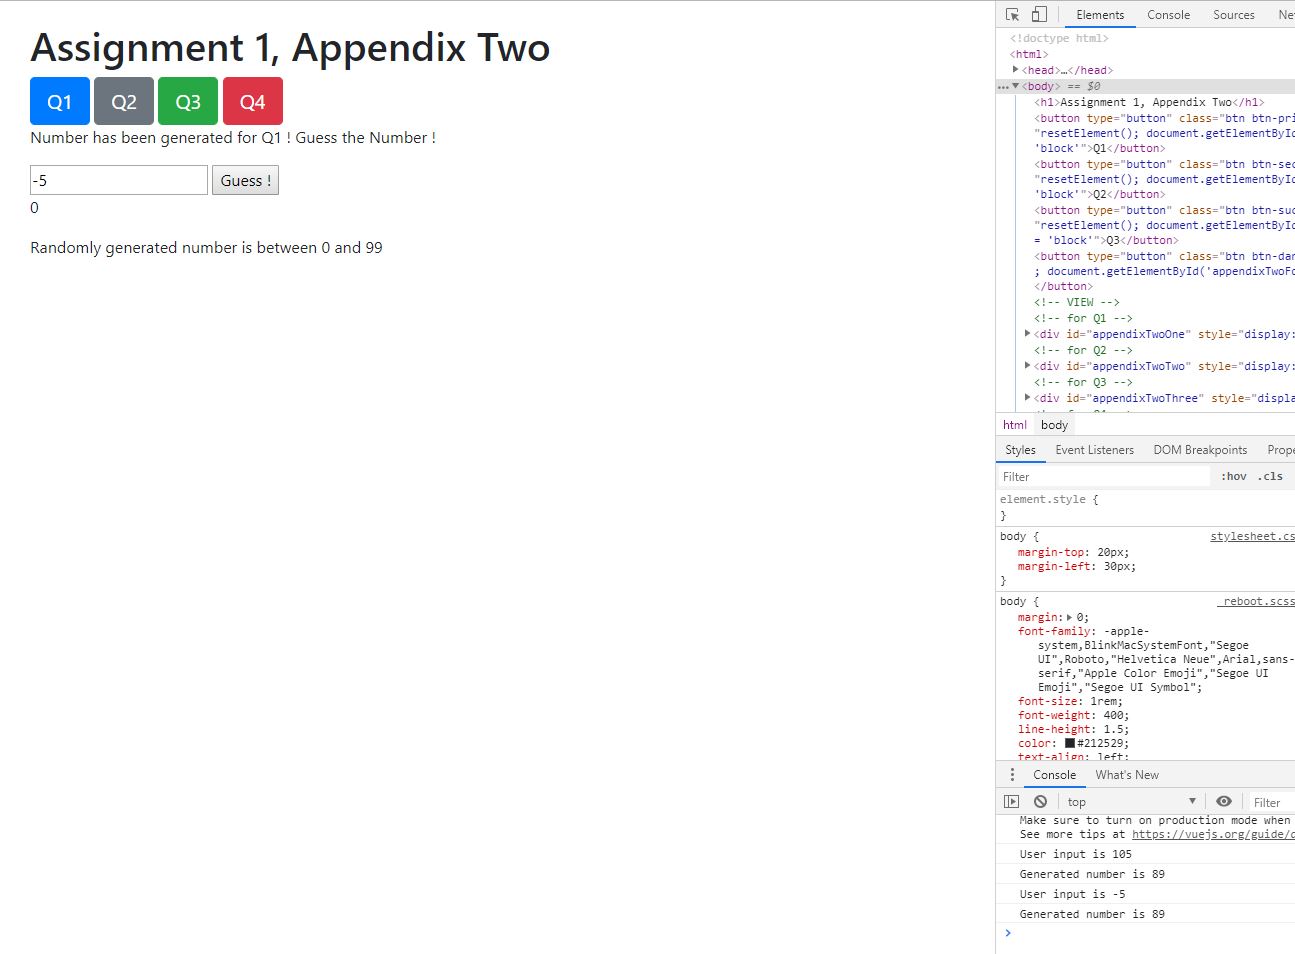 Assignment 1, Appendix Two
Q1 Q2 Q3 Q4
Number has been generated for Q1 ! Guess the Number !
-5 Guess !
0
Randomly generated number is between 0 and 99
Elements Console Sources
<!doctype html>
<html>
<head>…</head>
<body> == $0
<h1>Assignment 1, Appendix Two</h1>
<button type="button" class="btn btn-pri
"resetElement(); document.getElementById
'block'">Q1</button>
<button type="button" class="btn btn-sec
"resetElement(); document.getElementById
'block'">Q2</button>
<button type="button" class="btn btn-suc
"resetElement(); document.getElementById
= 'block'">Q3</button>
<button type="button" class="btn btn-dan
; document.getElementById('appendixTwoFo
</button>
<!-- VIEW -->
<!-- for Q1 -->
<div id="appendixTwoOne" style="display:
<!-- for Q2 -->
<div id="appendixTwoTwo" style="display:
<!-- for Q3 -->
<div id="appendixTwoThree" style="displa
html body
Styles Event Listeners DOM Breakpoints Prope
Filter :hov .cls
element.style {
}
body { stylesheet.cs
margin-top: 20px;
margin-left: 30px;
}
body { _reboot.scss
margin: 0;
font-family: -apple-
system,BlinkMacSystemFont,"Segoe
UI",Roboto,"Helvetica Neue",Arial,sans-
serif,"Apple Color Emoji","Segoe UI
Emoji","Segoe UI Symbol";
font-size: 1rem;
font-weight: 400;
line-height: 1.5;
color: #212529;
text-align: left;
Console What's New
top Filter
Make sure to turn on production mode when
See more tips at https://vuejs.org/guide/d
User input is 105
Generated number is 89
User input is -5
Generated number is 89